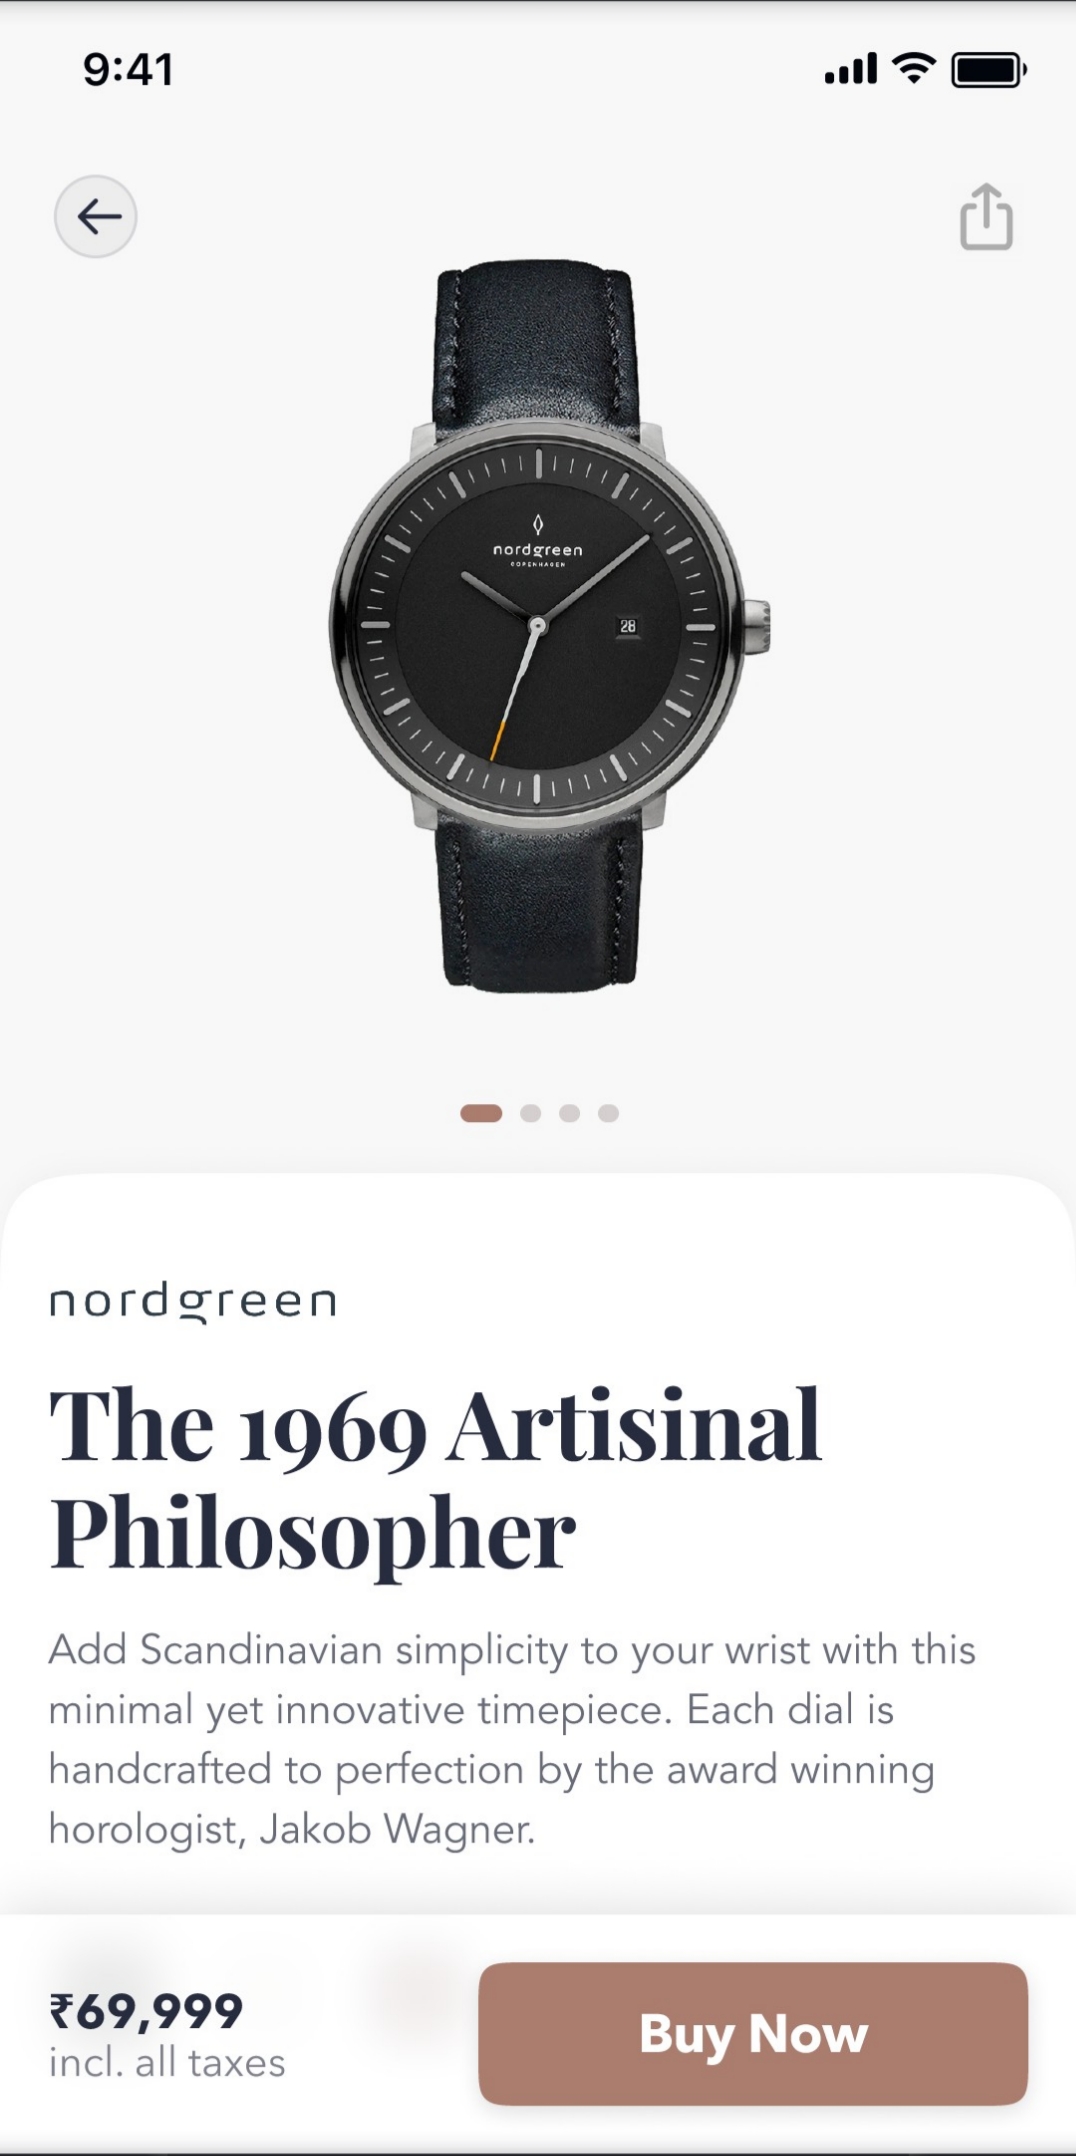 9:41
nordgreen
COPENHAGEN
28
nordgreen
The 1969 Artisinal
Philosopher
Add Scandinavian simplicity to your wrist with this
minimal yet innovative timepiece. Each dial is
handcrafted to perfection by the award winning
horologist, Jakob Wagner.
₹69,999
incl. all taxes
Buy Now